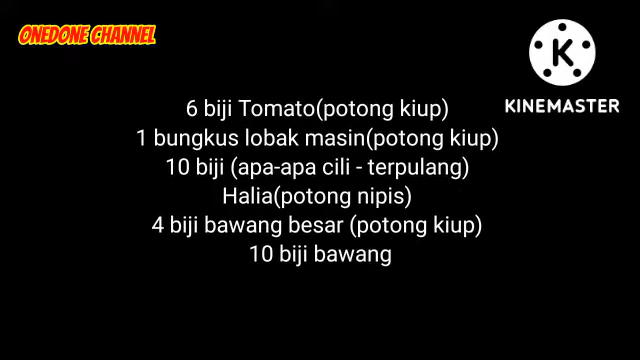 ONEDONE CHANNEL
KINEMASTER
6 biji Tomato(potong kiup)
1 bungkus lobak masin(potong kiup)
10 biji (apa-apa cili - terpulang)
Halia(potong nipis)
4 biji bawang besar (potong kiup)
10 biji bawang